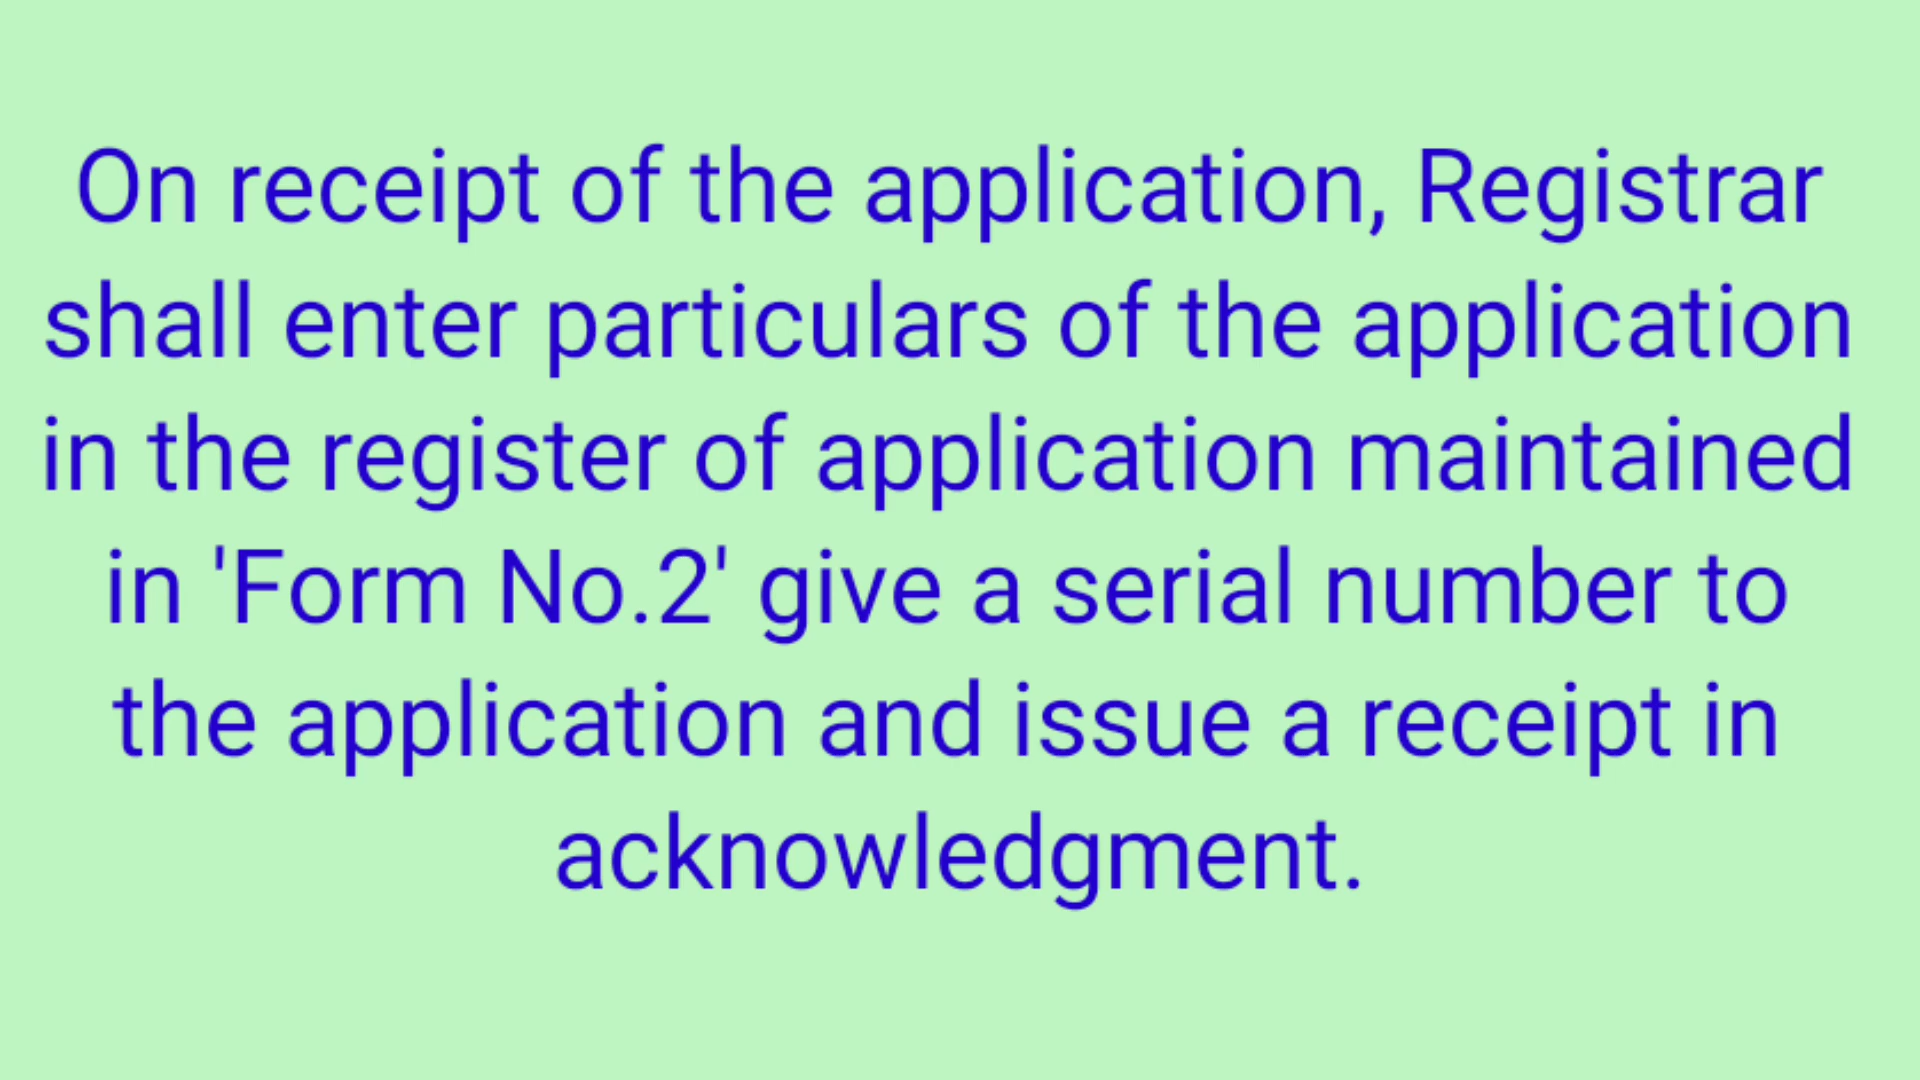 On receipt of the application, Registrar
shall enter particulars of the application
in the register of application maintained
in 'Form No.2' give a serial number to
the application and issue a receipt in
acknowledgment.